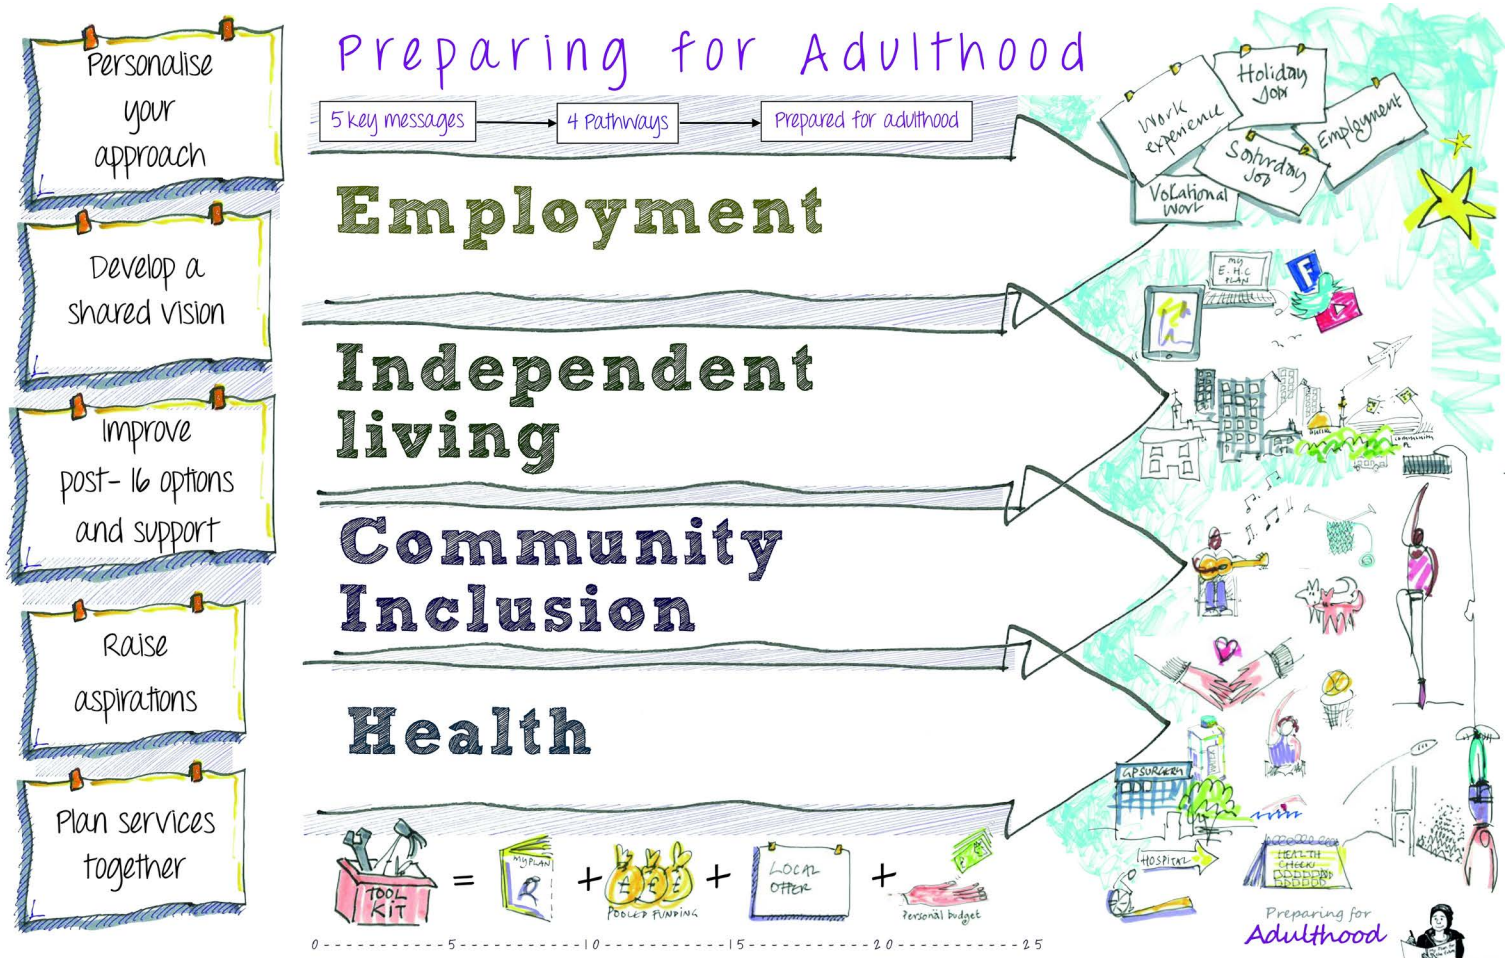 Preparing for Adulthood
5 key messages
4 Pathways
Prepared for adulthood
Personalise
your
approach
Develop a
shared vision
Improve
post-16 options
and support
Raise
aspirations
Plan services
together
Employment
Independent
living
Community
Inclusion
Health
Work
experience
Holiday
Job
Employment
Saturday
Job
Vocational
Work
MY
E-H-C
PLAN
GP SURGERY
HOSPITAL
HEALTH
CHECK
TOOL
KIT
=
MY PLAN
+
£ £ £
POOLED FUNDING
+
LOCAL
OFFER
+
Personal budget
0 - - - - - - - - - - - - 5 - - - - - - - - - - - - 10 - - - - - - - - - - - - 15 - - - - - - - - - - - - 20 - - - - - - - - - - - - 25
Preparing for
Adulthood